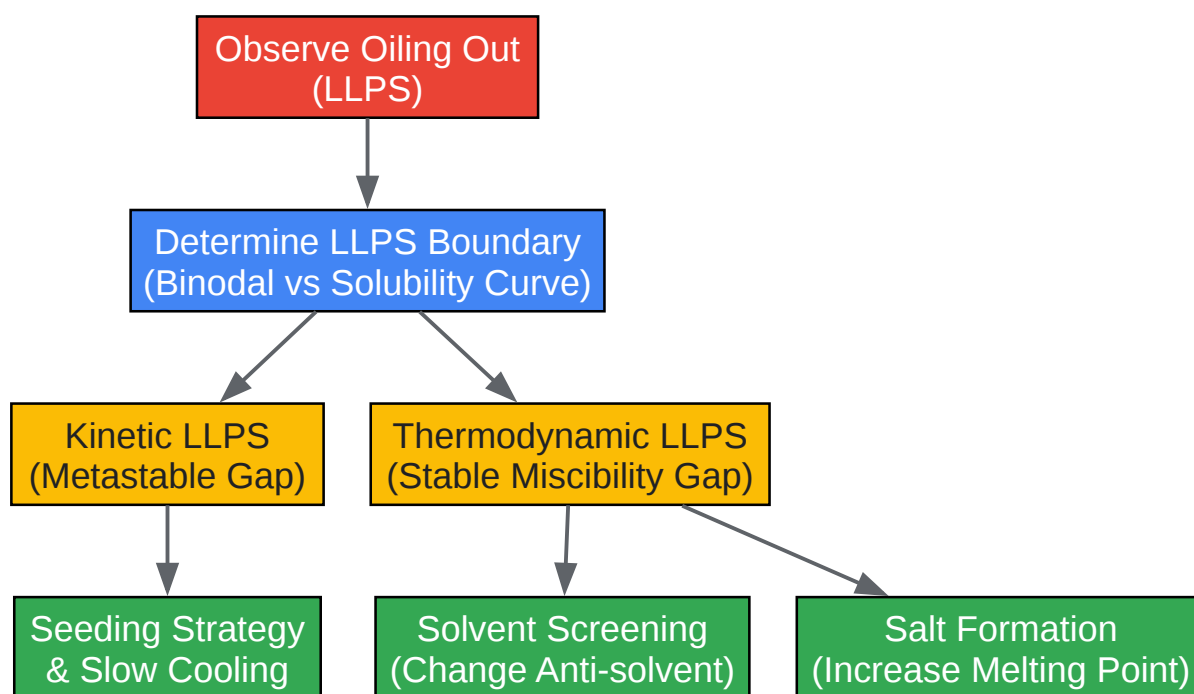 Observe Oiling Out
(LLPS)
Determine LLPS Boundary
(Binodal vs Solubility Curve)
Kinetic LLPS
(Metastable Gap)
Thermodynamic LLPS
(Stable Miscibility Gap)
Seeding Strategy
& Slow Cooling
Solvent Screening
(Change Anti-solvent)
Salt Formation
(Increase Melting Point)